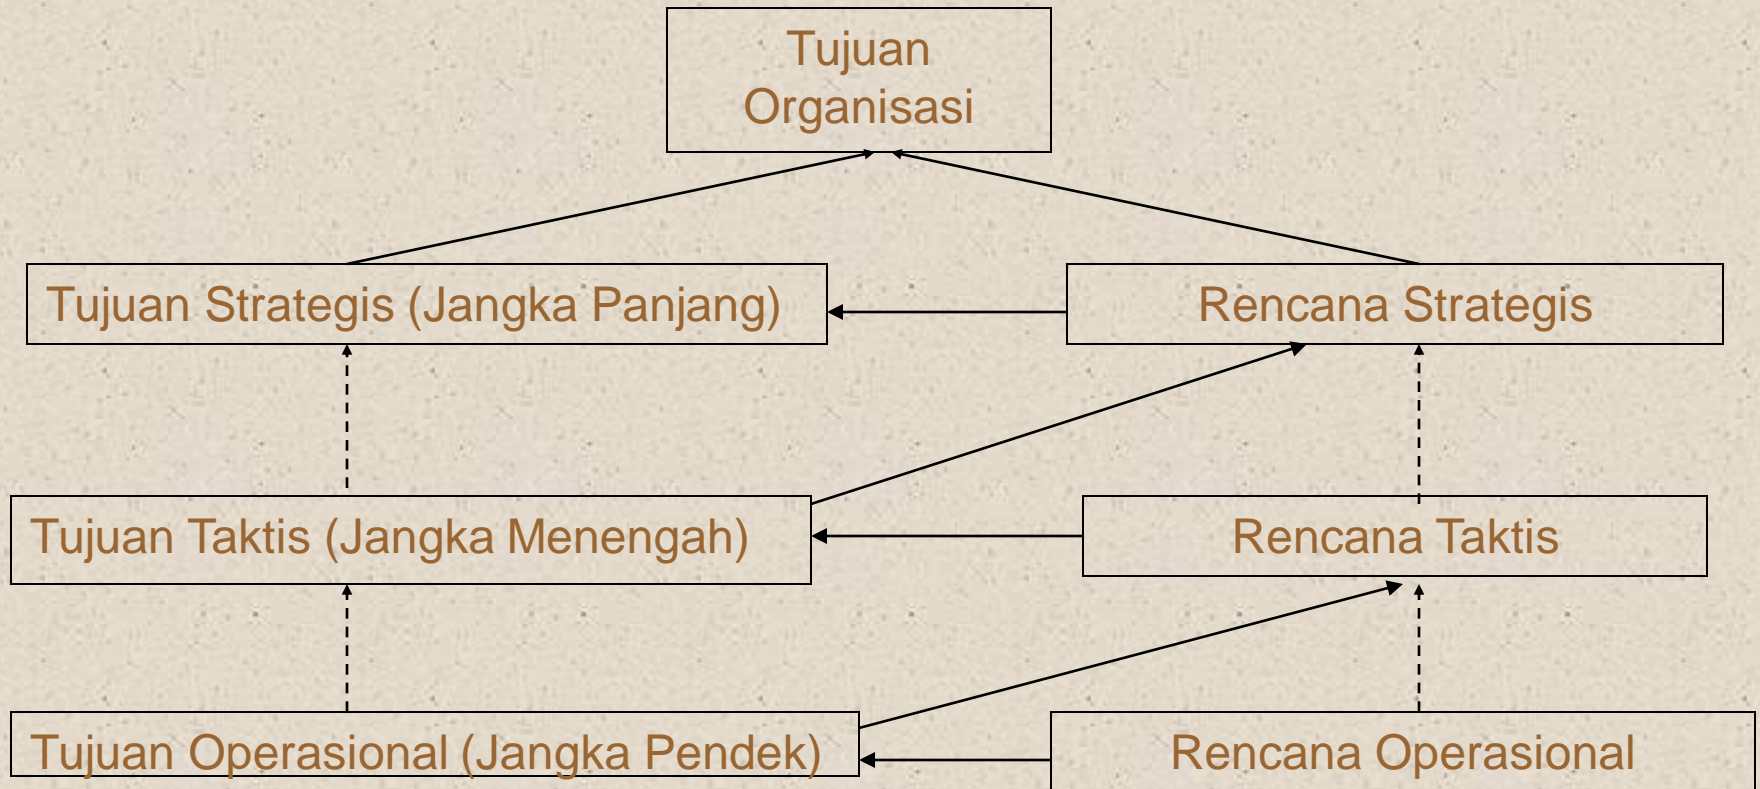 Tujuan
Organisasi
Tujuan Strategis (Jangka Panjang)
Rencana Strategis
Tujuan Taktis (Jangka Menengah)
Rencana Taktis
Tujuan Operasional (Jangka Pendek)
Rencana Operasional